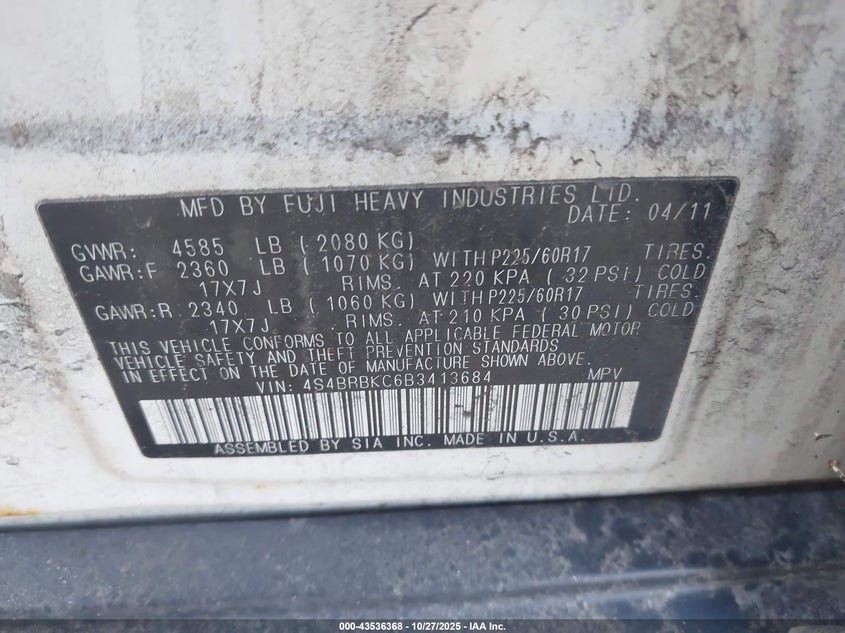 MFD BY FUJI HEAVY INDUSTRIES LTD.
DATE: 04/11
GVWR: 4585 LB ( 2080 KG)
GAWR:F 2360 LB ( 1070 KG) WITH P225/60R17 TIRES.
17X7J RIMS. AT 220 KPA ( 32 PSI) COLD
GAWR:R 2340 LB ( 1060 KG) WITH P225/60R17 TIRES.
17X7J RIMS. AT 210 KPA ( 30 PSI) COLD
THIS VEHICLE CONFORMS TO ALL APPLICABLE FEDERAL MOTOR
VEHICLE SAFETY AND THEFT PREVENTION STANDARDS
IN EFFECT ON THE DATE OF MANUFACTURE SHOWN ABOVE.
VIN: 4S4BRBKC6B3413684 MPV
ASSEMBLED BY SIA INC. MADE IN U.S.A.
000-43536368 | 10/27/2025 | IAA Inc.